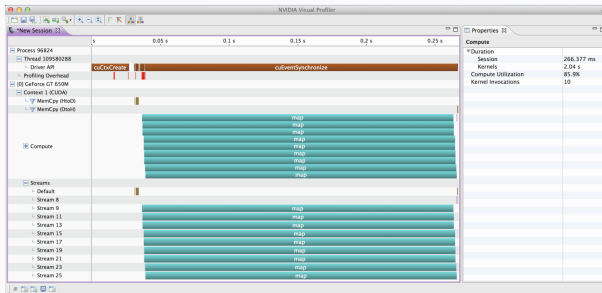 NVIDIA Visual Profiler
*New Session
Properties
s 0.05 s 0.1 s 0.15 s 0.2 s 0.25 s
Process 96824
Thread 109580288
Driver API cuCtxCreate cuEventSynchronize
Profiling Overhead
[0] GeForce GT 650M
Context 1 (CUDA)
MemCpy (HtoD)
MemCpy (DtoH)
map
map
map
map
Compute
map
map
map
map
Streams
Default
Stream 8
Stream 9 map
Stream 11 map
Stream 13 map
Stream 15 map
Stream 17 map
Stream 19 map
Stream 21 map
Stream 23 map
Stream 25 map
Compute
Duration
Session 266.377 ms
Kernels 2.04 s
Compute Utilization 85.9%
Kernel Invocations 10